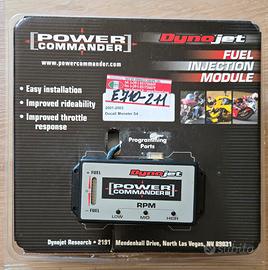 POWER
COMMANDER
www.powercommander.com
Dynojet
FUEL
INJECTION
MODULE
- Easy installation
- Improved rideability
- Improved throttle
response
E710-211
2001-2003
Ducati Monster S4
Programming
Ports
Dynojet
+ FUEL
POWER
COMMANDER
RPM
- FUEL
LOW MID HIGH
Dynojet Research • 2191 Mendenhall Drive, North Las Vegas, NV 89031
subito